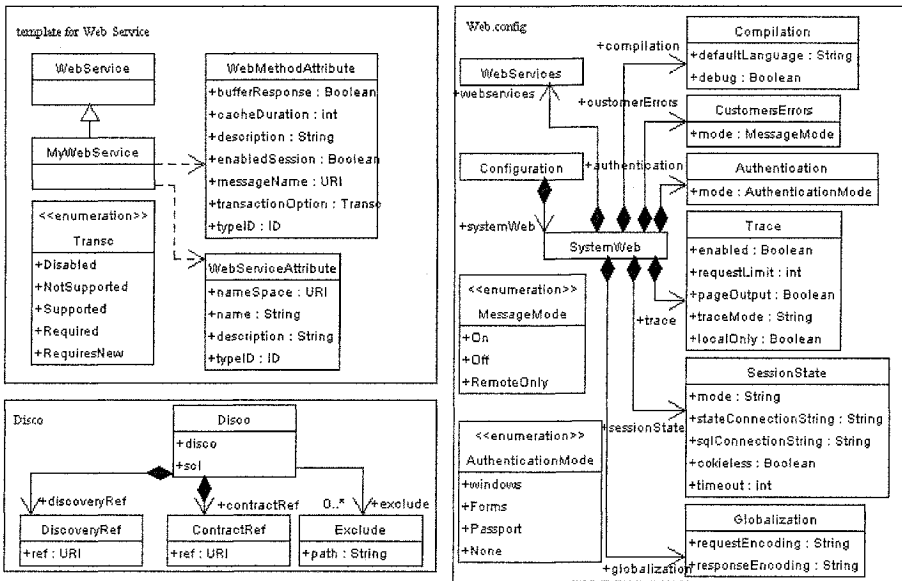 template for Web Service
WebService
MyWebService
WebMethodAttribute
+bufferResponse : Boolean
+cacheDuration : int
+description : String
+enabledSession : Boolean
+messageName : URI
+transactionOption : Transc
+typeID : ID
<<enumeration>>
Transc
+Disabled
+NotSupported
+Supported
+Required
+RequiresNew
WebServiceAttribute
+nameSpace : URI
+name : String
+description : String
+typeID : ID
Disco
Disco
+disco
+scl
+discoveryRef
+contractRef
0..*
+exclude
DiscoveryRef
+ref : URI
ContractRef
+ref : URI
Exclude
+path : String
Web.config
WebServices
+webservices
+compilation
Compilation
+defaultLanguage : String
+debug : Boolean
+customerErrors
CustomersErrors
+mode : MessageMode
Configuration
+authentication
Authentication
+mode : AuthenticationMode
+systemWeb
SystemWeb
Trace
+enabled : Boolean
+requestLimit : int
+pageOutput : Boolean
+traceMode : String
+localOnly : Boolean
+trace
<<enumeration>>
MessageMode
+On
+Off
+RemoteOnly
SessionState
+mode : String
+stateConnectionString : String
+sqlConnectionString : String
+cokieless : Boolean
+timeout : int
+sessionState
<<enumeration>>
AuthenticationMode
+windows
+Forms
+Passport
+None
Globalization
+requestEncoding : String
+responseEncoding : String
+globalization